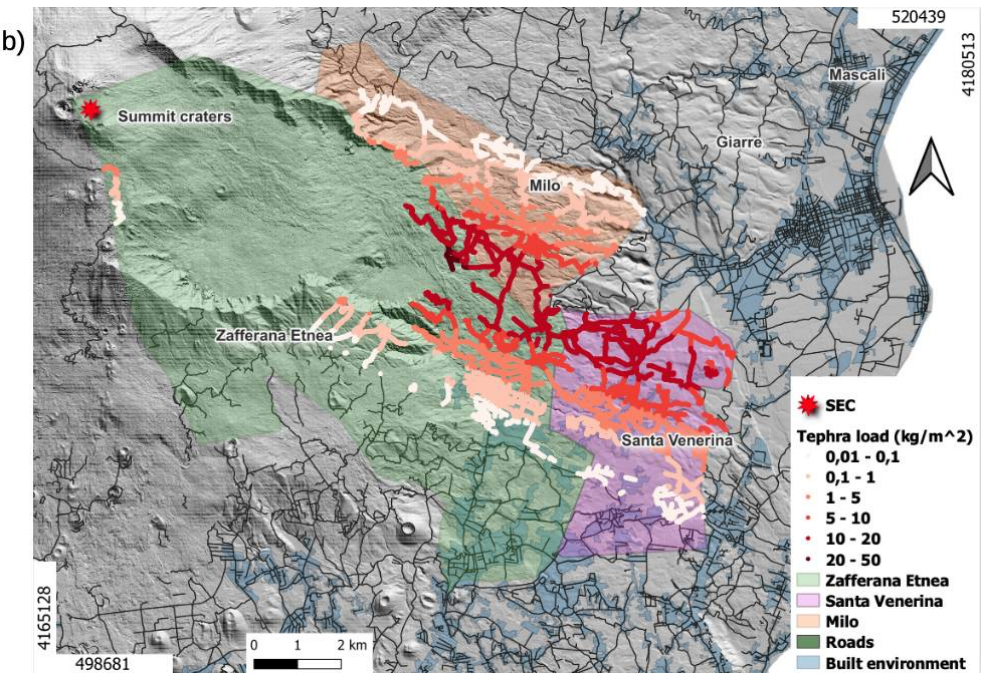 b)
520439
4180513
Mascali
Summit craters
Giarre
Milo
Zafferana Etnea
Santa Venerina
SEC
Tephra load (kg/m^2)
0,01 - 0,1
0,1 - 1
1 - 5
5 - 10
10 - 20
20 - 50
Zafferana Etnea
Santa Venerina
Milo
Roads
Built environment
4165128
498681
0 1 2 km